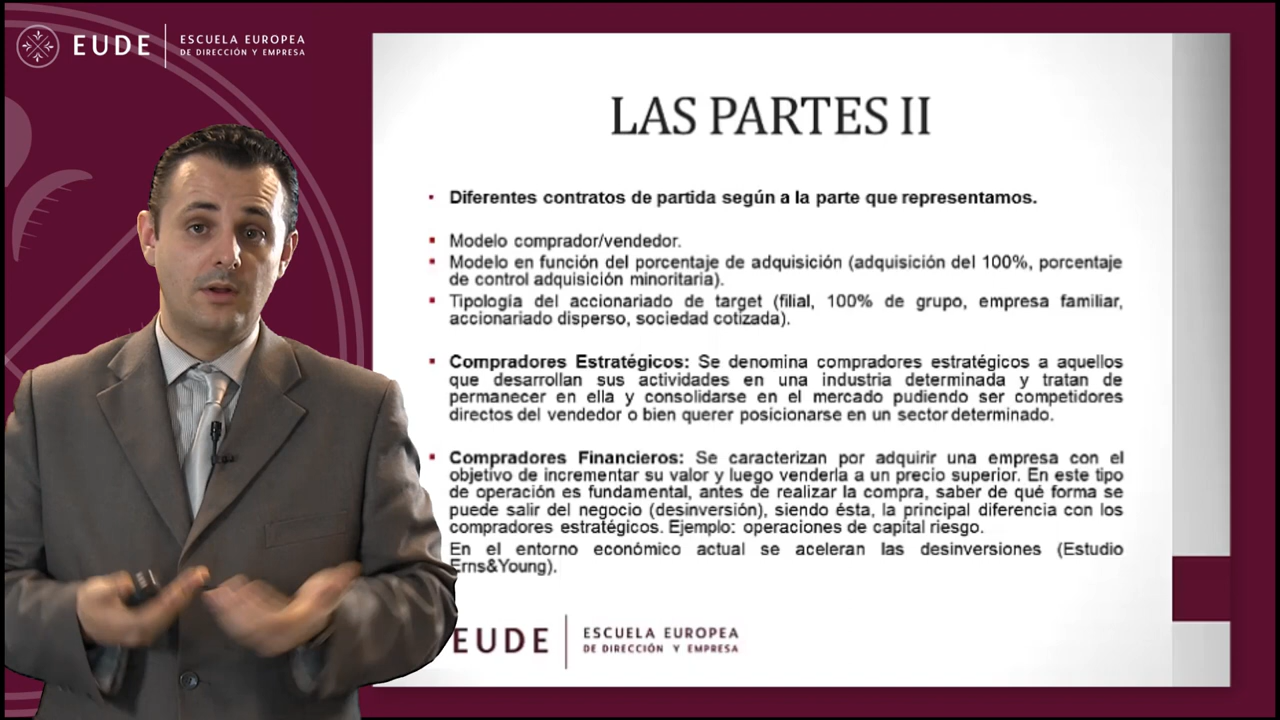 EUDE
ESCUELA EUROPEA
DE DIRECCIÓN Y EMPRESA
LAS PARTES II
Diferentes contratos de partida según a la parte que representamos.
Modelo comprador/vendedor.
Modelo en función del porcentaje de adquisición (adquisición del 100%, porcentaje
de control adquisición minoritaria).
Tipología del accionariado de target (filial, 100% de grupo, empresa familiar,
accionariado disperso, sociedad cotizada).
Compradores Estratégicos: Se denomina compradores estratégicos a aquellos
que desarrollan sus actividades en una industria determinada y tratan de
permanecer en ella y consolidarse en el mercado pudiendo ser competidores
directos del vendedor o bien querer posicionarse en un sector determinado.
Compradores Financieros: Se caracterizan por adquirir una empresa con el
objetivo de incrementar su valor y luego venderla a un precio superior. En este tipo
de operación es fundamental, antes de realizar la compra, saber de qué forma se
puede salir del negocio (desinversión), siendo ésta, la principal diferencia con los
compradores estratégicos. Ejemplo: operaciones de capital riesgo.
En el entorno económico actual se aceleran las desinversiones (Estudio
Erns&Young).
EUDE
ESCUELA EUROPEA
DE DIRECCIÓN Y EMPRESA